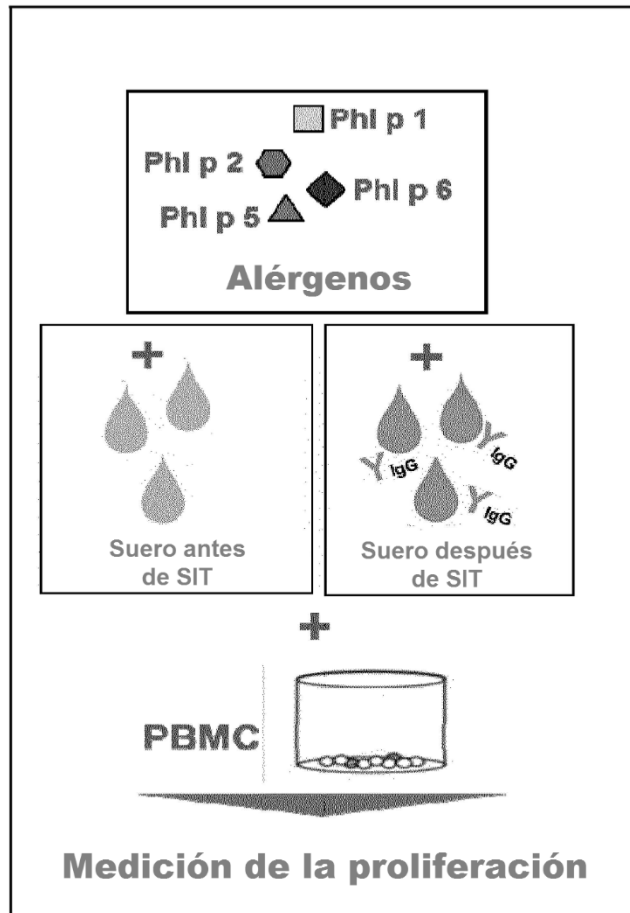 Phl p 1
Phl p 2
Phl p 6
Phl p 5
Alérgenos
+
+
IgG
IgG
IgG
Suero antes
de SIT
Suero después
de SIT
+
PBMC
Medición de la proliferación